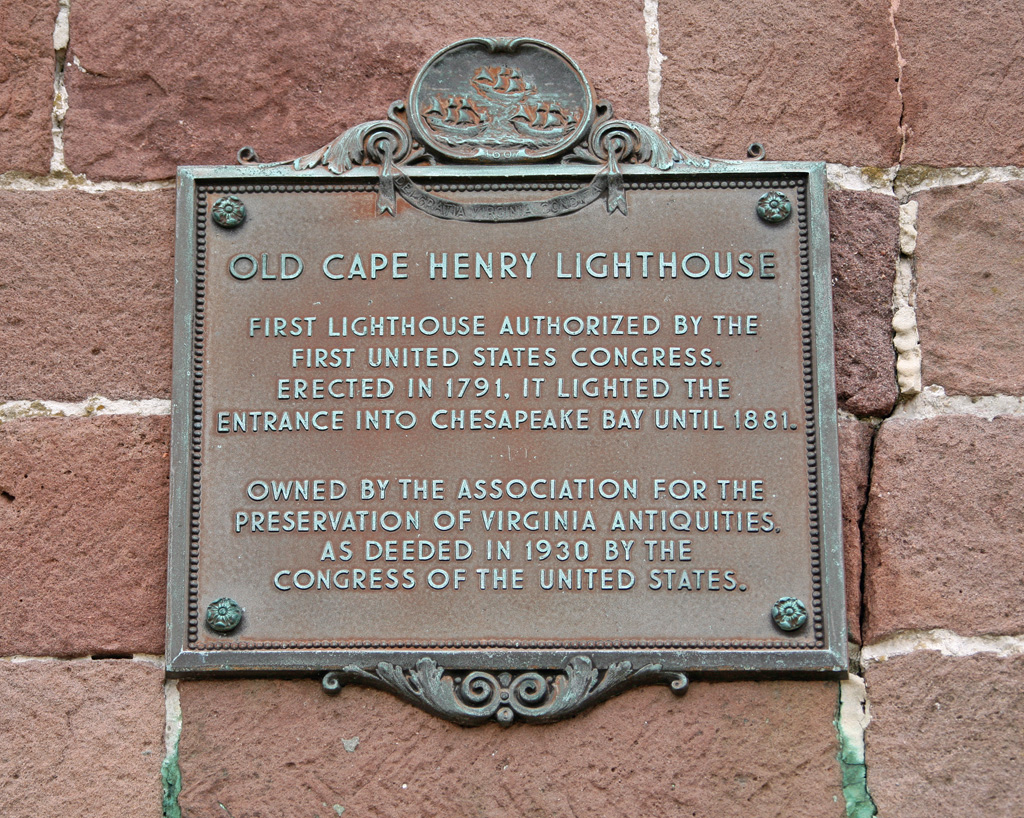 1607
OLD CAPE HENRY LIGHTHOUSE
FIRST LIGHTHOUSE AUTHORIZED BY THE
FIRST UNITED STATES CONGRESS.
ERECTED IN 1791, IT LIGHTED THE
ENTRANCE INTO CHESAPEAKE BAY UNTIL 1881.
OWNED BY THE ASSOCIATION FOR THE
PRESERVATION OF VIRGINIA ANTIQUITIES,
AS DEEDED IN 1930 BY THE
CONGRESS OF THE UNITED STATES.